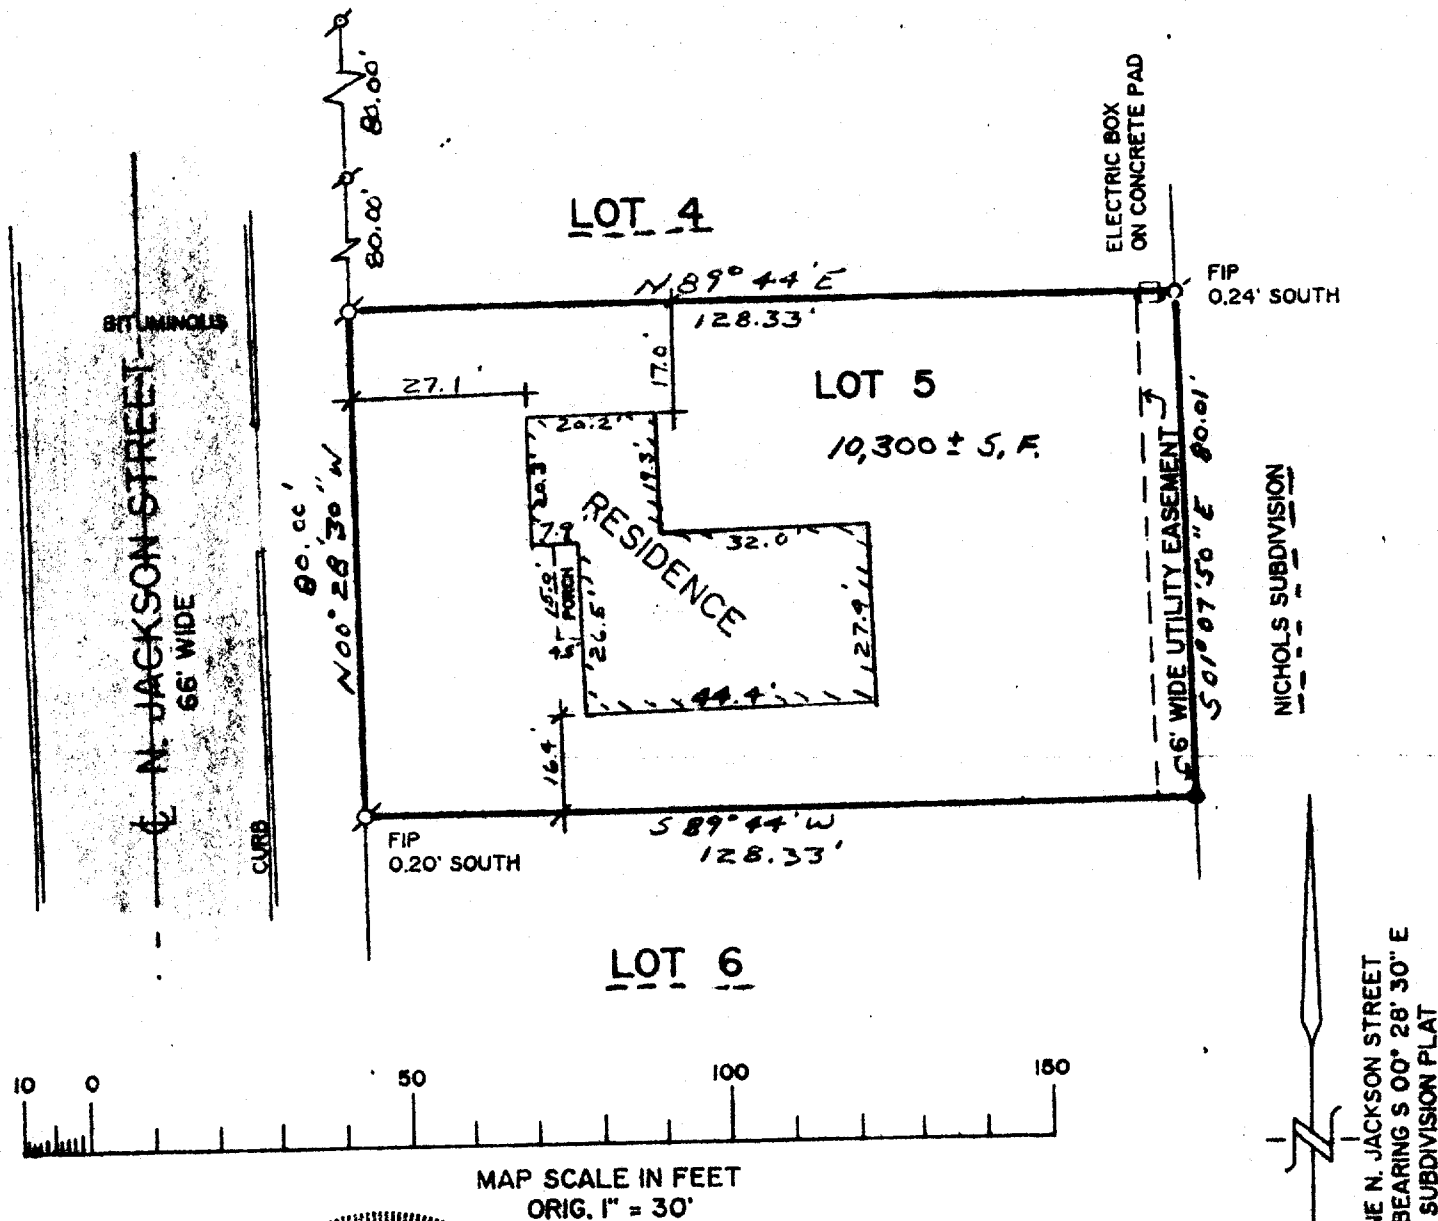 80.00'
80.00'
ELECTRIC BOX
ON CONCRETE PAD
LOT 4
N 89° 44' E
128.33'
FIP
0.24' SOUTH
BITUMINOUS
27.1'
17.0'
LOT 5
10,300 ± S.F.
20.2'
20.3'
19.3'
7.9
32.0'
RESIDENCE
15.0'
PORCH
26.5'
27.9'
44.4'
16.4'
80.00'
N00° 28' 30" W
6' WIDE UTILITY EASEMENT
S 01° 07' 50" E 80.01'
NICHOLS SUBDIVISION
℄ N. JACKSON STREET
66' WIDE
CURB
FIP
0.20' SOUTH
S 89° 44' W
128.33'
LOT 6
10 0 50 100 150
MAP SCALE IN FEET
ORIG. 1" = 30'
N. JACKSON STREET
BEARING S 00° 28' 30" E
SUBDIVISION PLAT